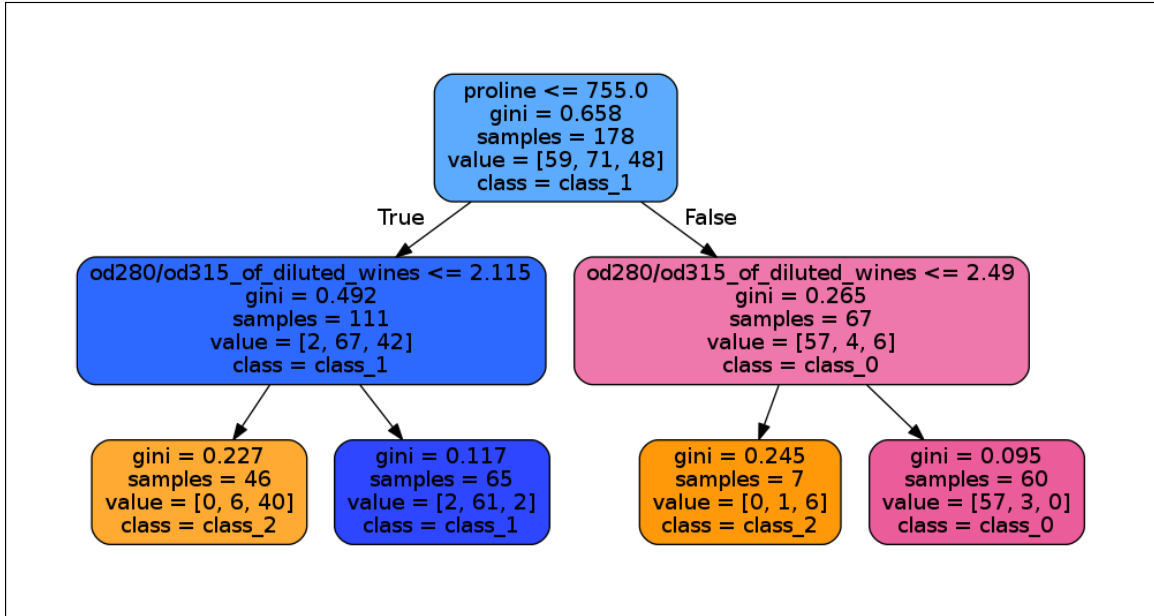 proline <= 755.0
gini = 0.658
samples = 178
value = [59, 71, 48]
class = class_1
True
False
od280/od315_of_diluted_wines <= 2.115
gini = 0.492
samples = 111
value = [2, 67, 42]
class = class_1
od280/od315_of_diluted_wines <= 2.49
gini = 0.265
samples = 67
value = [57, 4, 6]
class = class_0
gini = 0.227
samples = 46
value = [0, 6, 40]
class = class_2
gini = 0.117
samples = 65
value = [2, 61, 2]
class = class_1
gini = 0.245
samples = 7
value = [0, 1, 6]
class = class_2
gini = 0.095
samples = 60
value = [57, 3, 0]
class = class_0